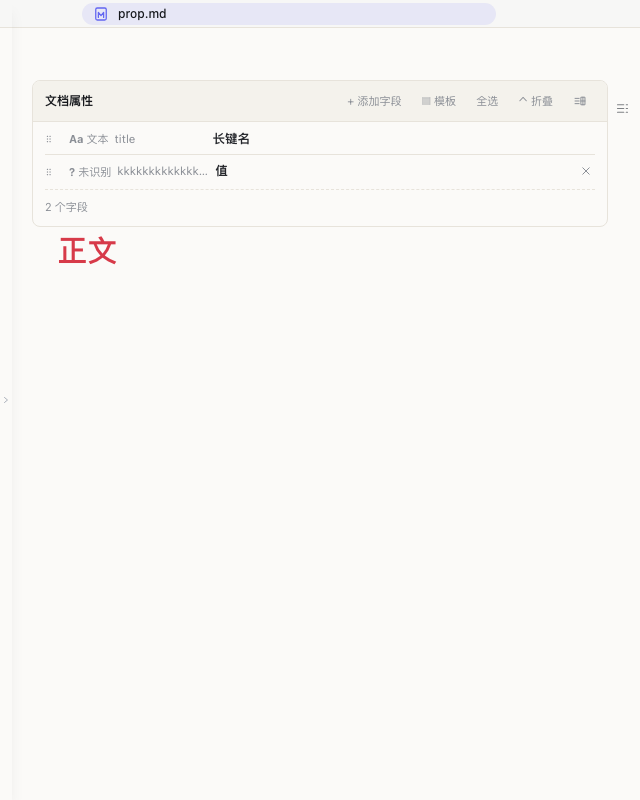 prop.md
文档属性 + 添加字段 模板 全选 折叠
Aa 文本 title 长键名
? 未识别 kkkkkkkkkkkkk... 值
2 个字段
正文